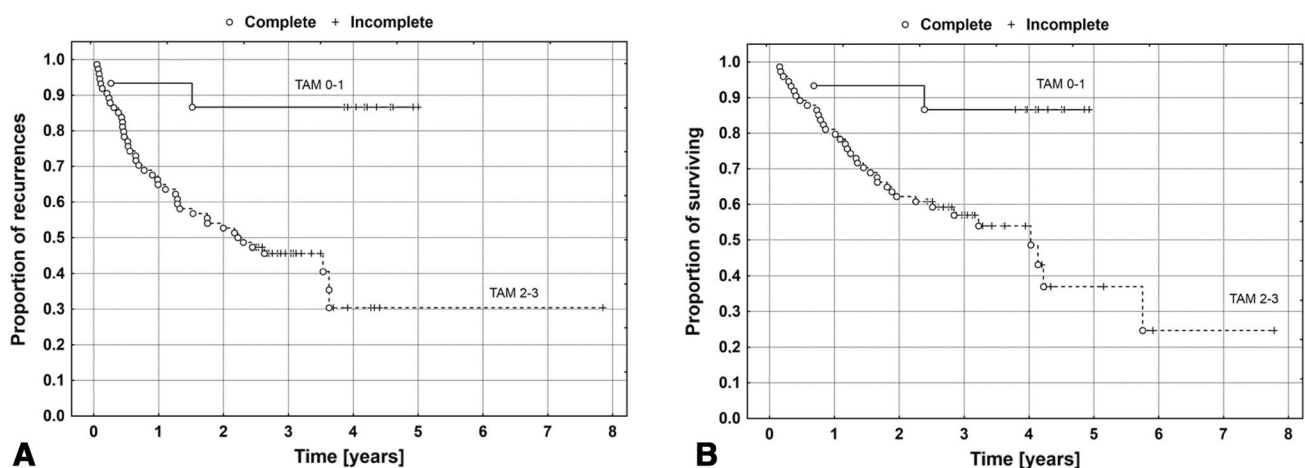 ○ Complete + Incomplete
1.0
0.9
0.8
0.7
0.6
0.5
0.4
0.3
0.2
0.1
0.0
Proportion of recurrences
TAM 0-1
TAM 2-3
0 1 2 3 4 5 6 7 8
Time [years]
A
○ Complete + Incomplete
1.0
0.9
0.8
0.7
0.6
0.5
0.4
0.3
0.2
0.1
0.0
Proportion of surviving
TAM 0-1
TAM 2-3
0 1 2 3 4 5 6 7 8
Time [years]
B